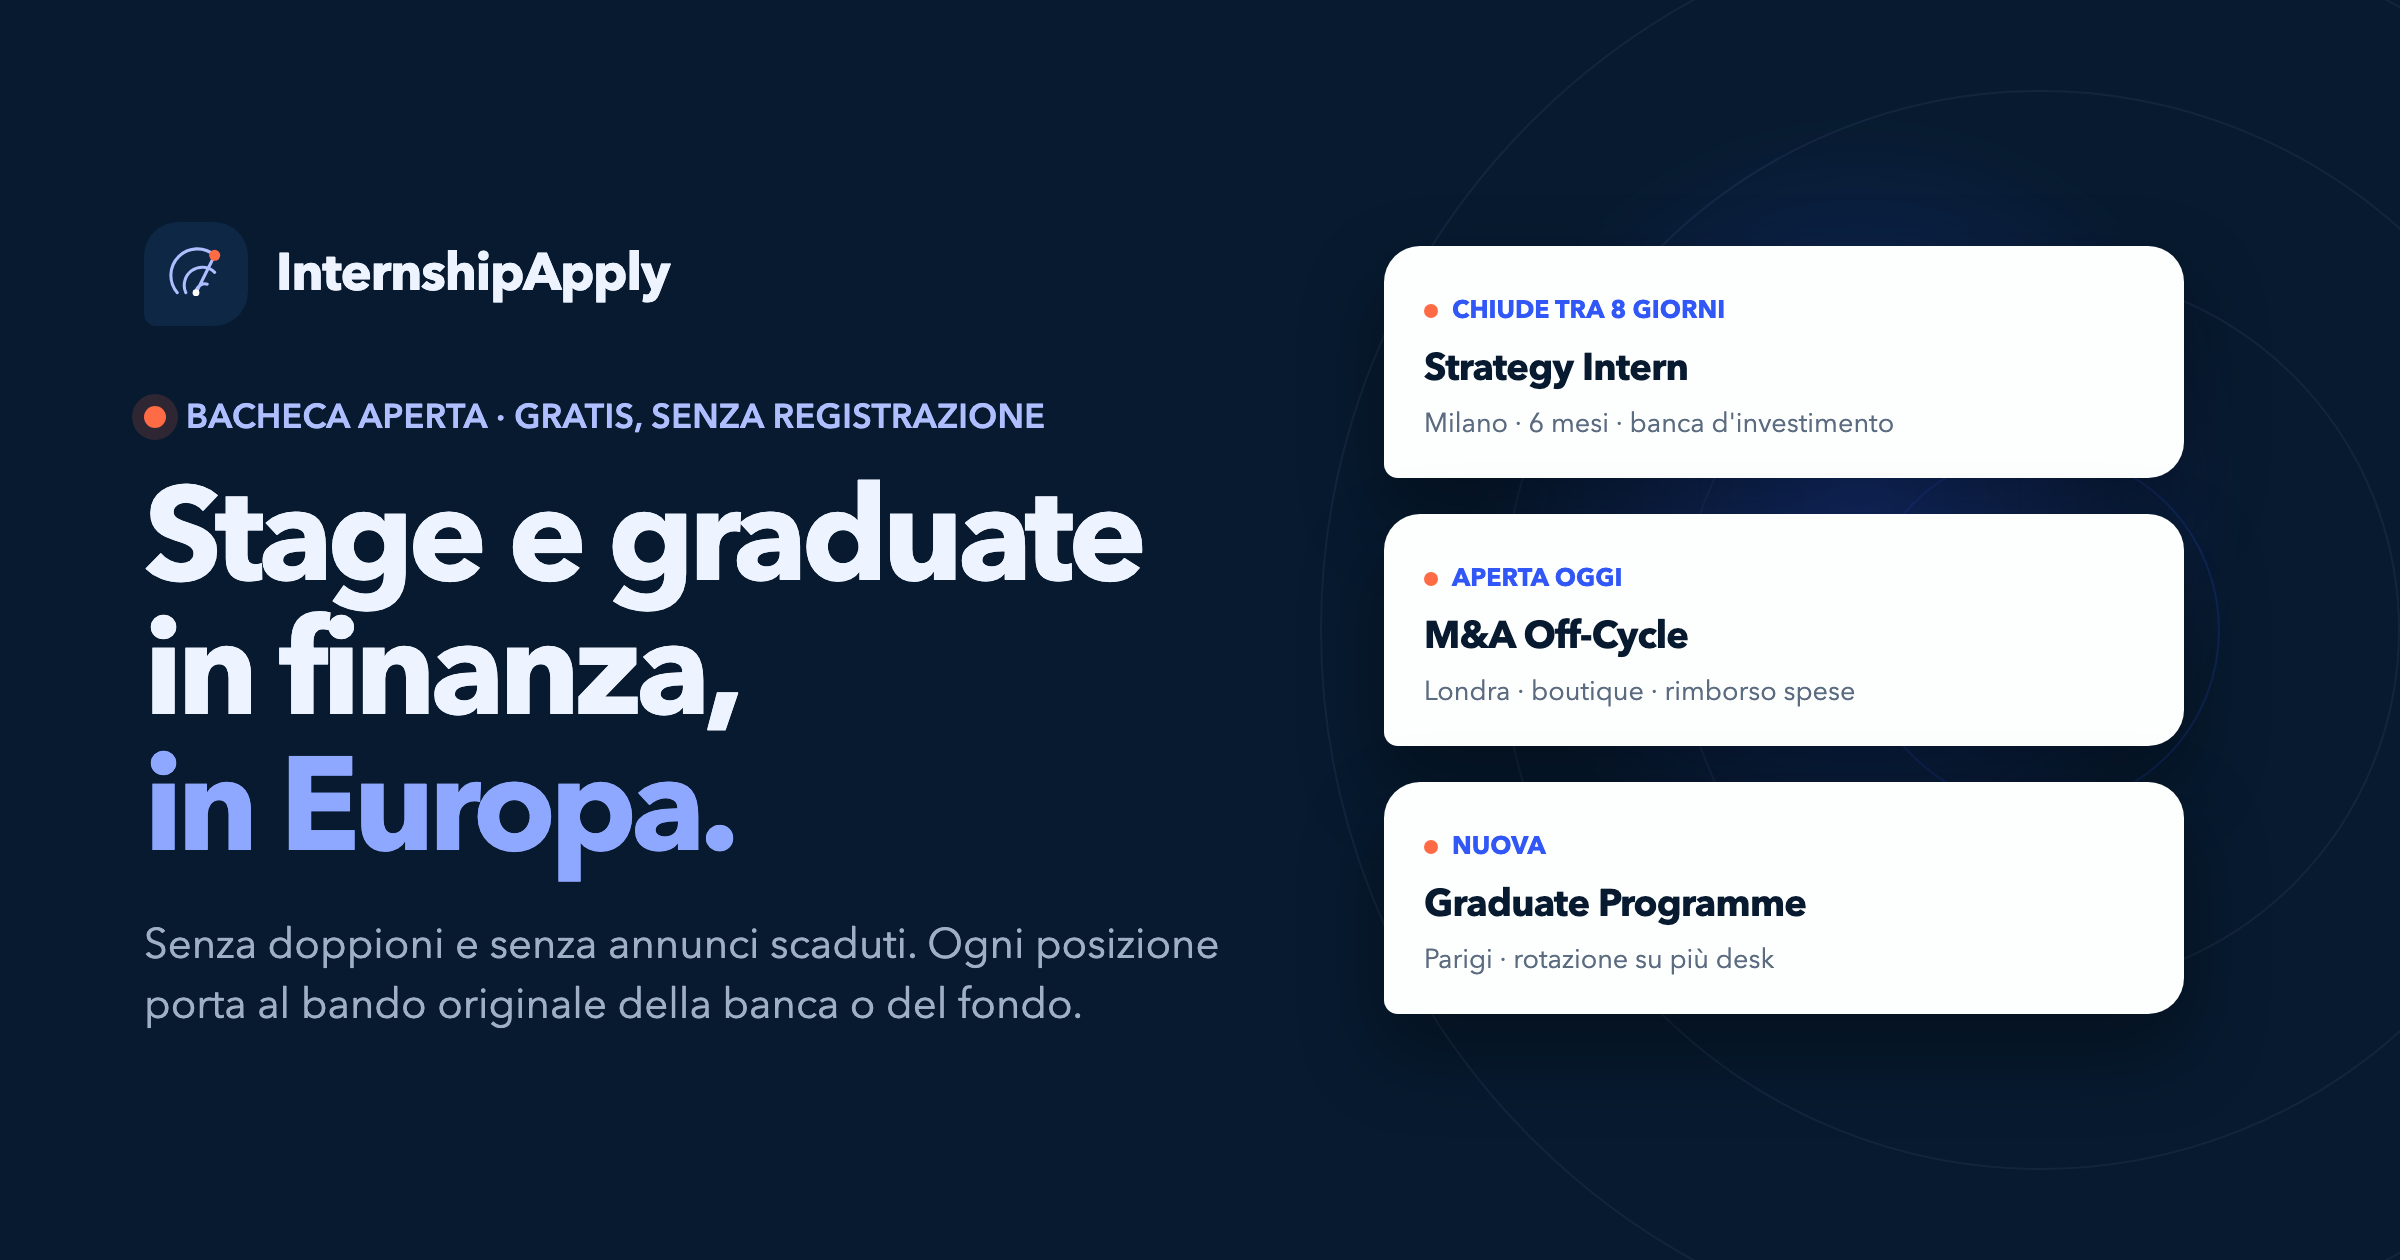 InternshipApply
BACHECA APERTA · GRATIS, SENZA REGISTRAZIONE
Stage e graduate
in finanza,
in Europa.
Senza doppioni e senza annunci scaduti. Ogni posizione
porta al bando originale della banca o del fondo.
CHIUDE TRA 8 GIORNI
Strategy Intern
Milano · 6 mesi · banca d'investimento
APERTA OGGI
M&A Off-Cycle
Londra · boutique · rimborso spese
NUOVA
Graduate Programme
Parigi · rotazione su più desk